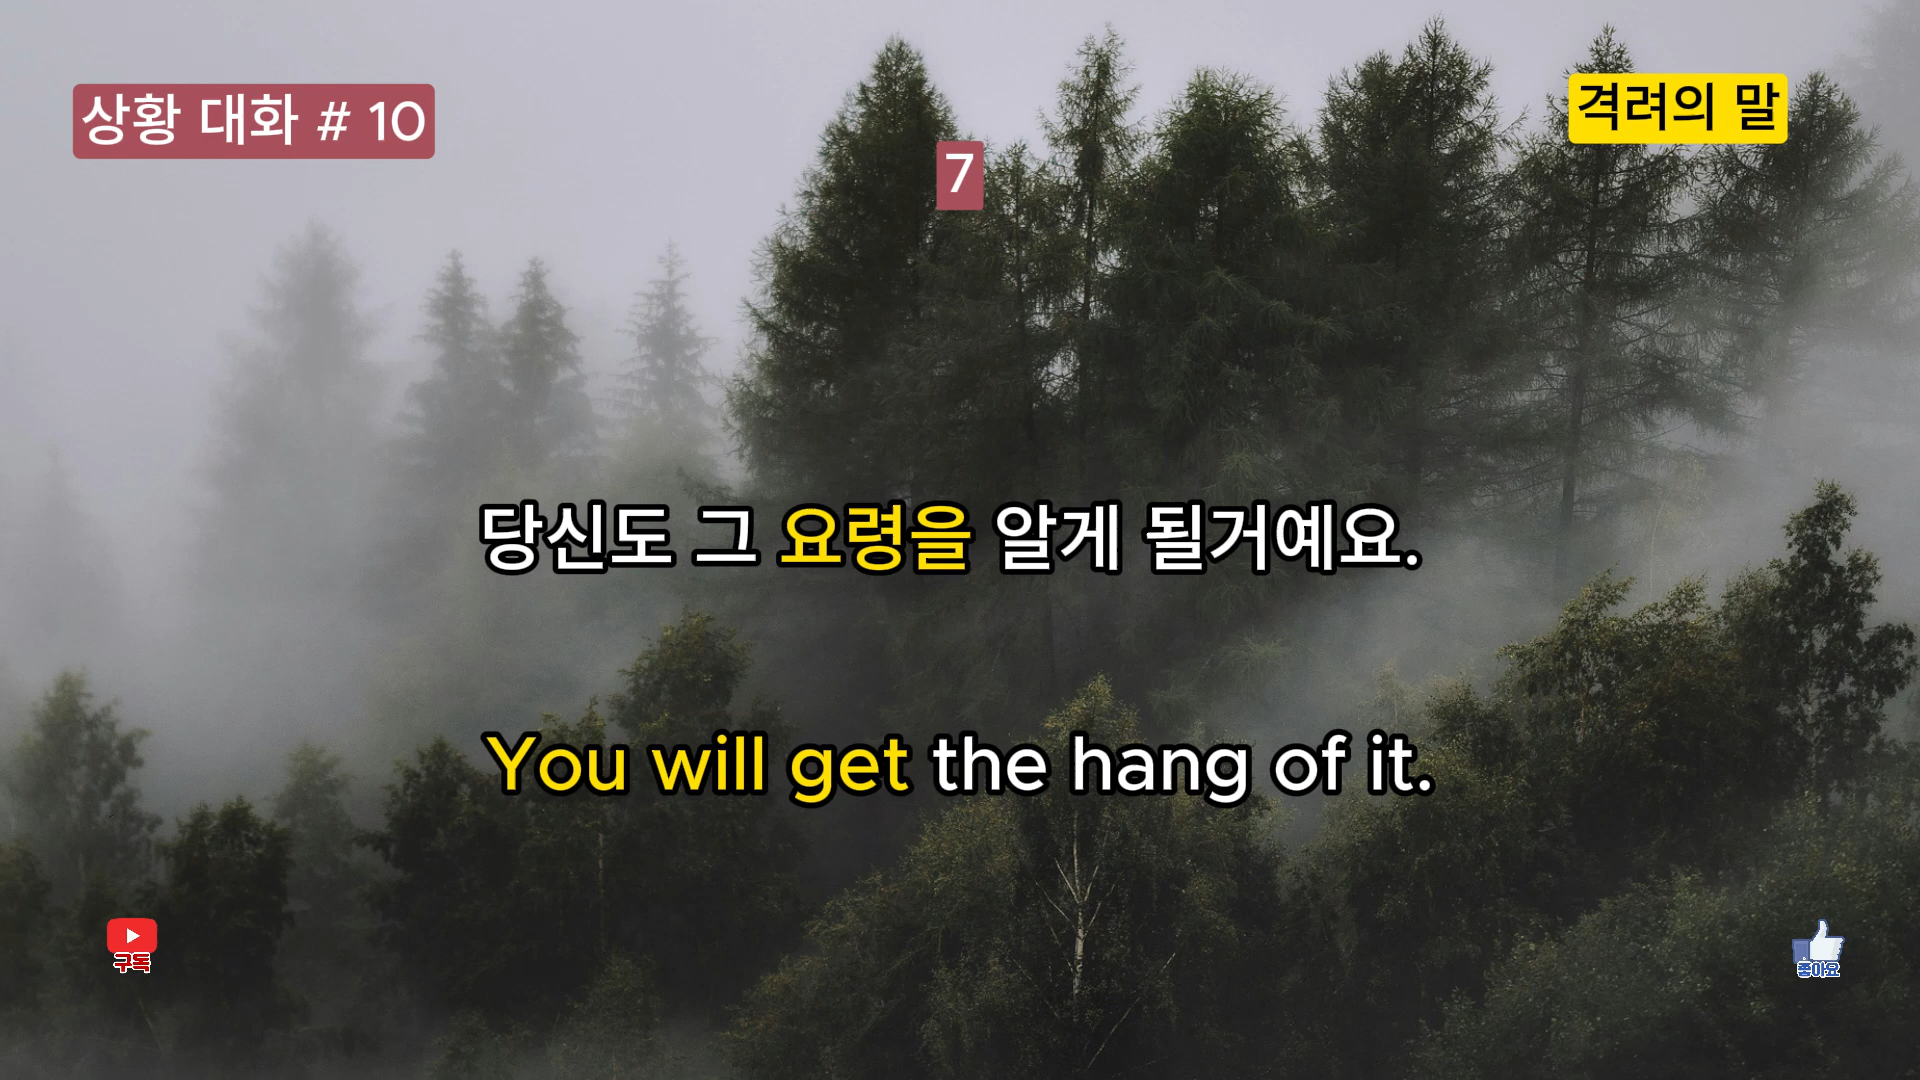 상황 대화 # 10
격려의 말
7
당신도 그 요령을 알게 될거예요.
You will get the hang of it.
구독
좋아요